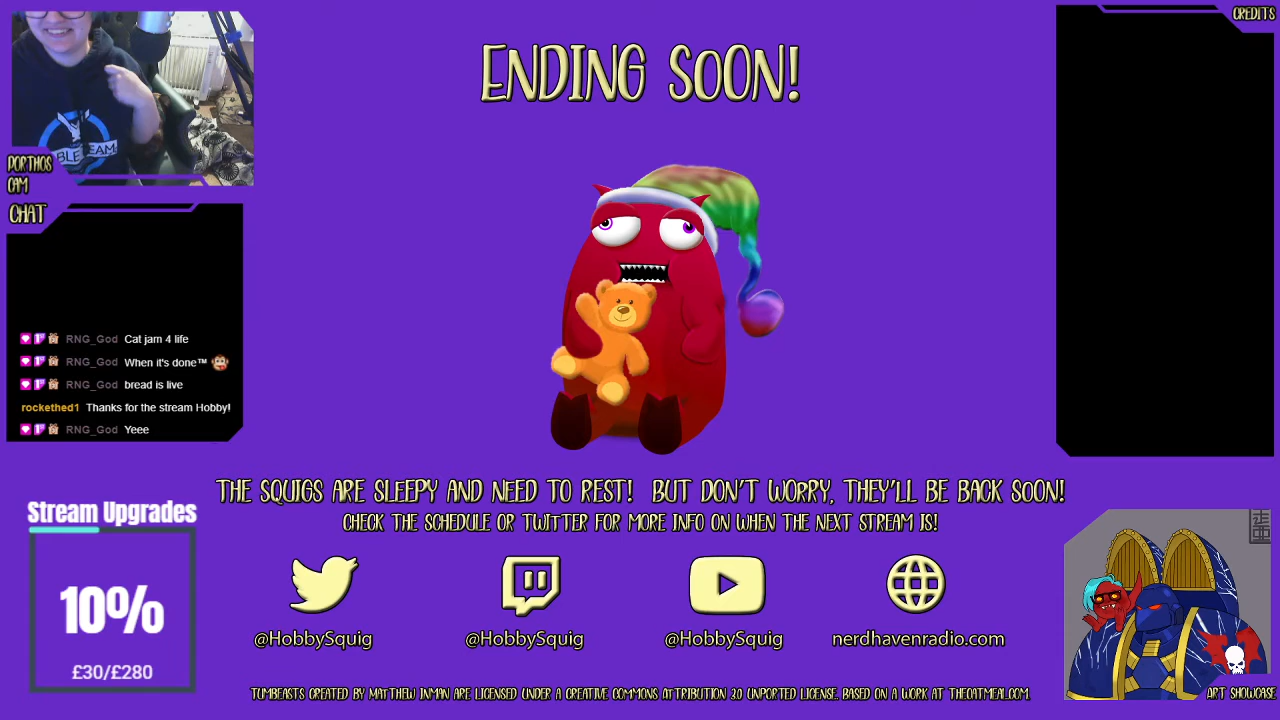 ENDING SOON!
CREDITS
PORTHOS
CAM
CHAT
RNG_God Cat jam 4 life
RNG_God When it's done™
RNG_God bread is live
rockethed1 Thanks for the stream Hobby!
RNG_God Yeee
THE SQUIGS ARE SLEEPY AND NEED TO REST! BUT DON'T WORRY, THEY'LL BE BACK SOON!
CHECK THE SCHEDULE OR TWITTER FOR MORE INFO ON WHEN THE NEXT STREAM IS!
Stream Upgrades
10%
£30/£280
@HobbySquig
@HobbySquig
@HobbySquig
nerdhavenradio.com
TUMBEASTS CREATED BY MATTHEW INMAN ARE LICENSED UNDER A CREATIVE COMMONS ATTRIBUTION 3.0 UNPORTED LICENSE. BASED ON A WORK AT THEOATMEAL.COM.
ART SHOWCASE